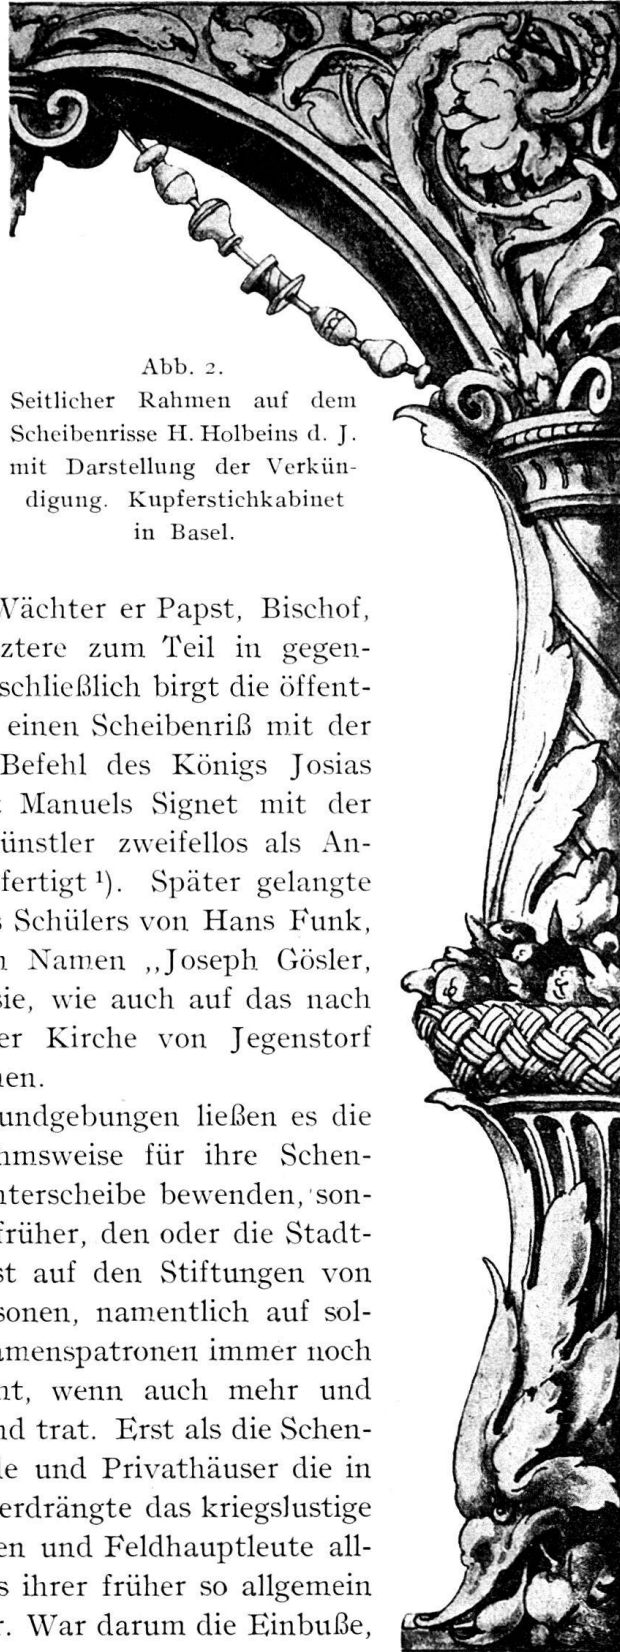 Abb. 2.
Seitlicher Rahmen auf dem
Scheibenrisse H. Holbeins d. J.
mit Darstellung der Verkün-
digung. Kupferstichkabinet
in Basel.
Wächter er Papst, Bischof,
ztere zum Teil in gegen-
schließlich birgt die öffent-
einen Scheibenriß mit der
Befehl des Königs Josias
Manuels Signet mit der
ünstler zweifellos als An-
fertigt ¹). Später gelangte
s Schülers von Hans Funk,
n Namen „Joseph Gösler,
sie, wie auch auf das nach
er Kirche von Jegenstorf
nen.
undgebungen ließen es die
hmsweise für ihre Schen-
nterscheibe bewenden, son-
früher, den oder die Stadt-
st auf den Stiftungen von
sonen, namentlich auf sol-
amenspatronen immer noch
nt, wenn auch mehr und
nd trat. Erst als die Schen-
le und Privathäuser die in
erdrängte das kriegslustige
en und Feldhauptleute all-
s ihrer früher so allgemein
r. War darum die Einbuße,